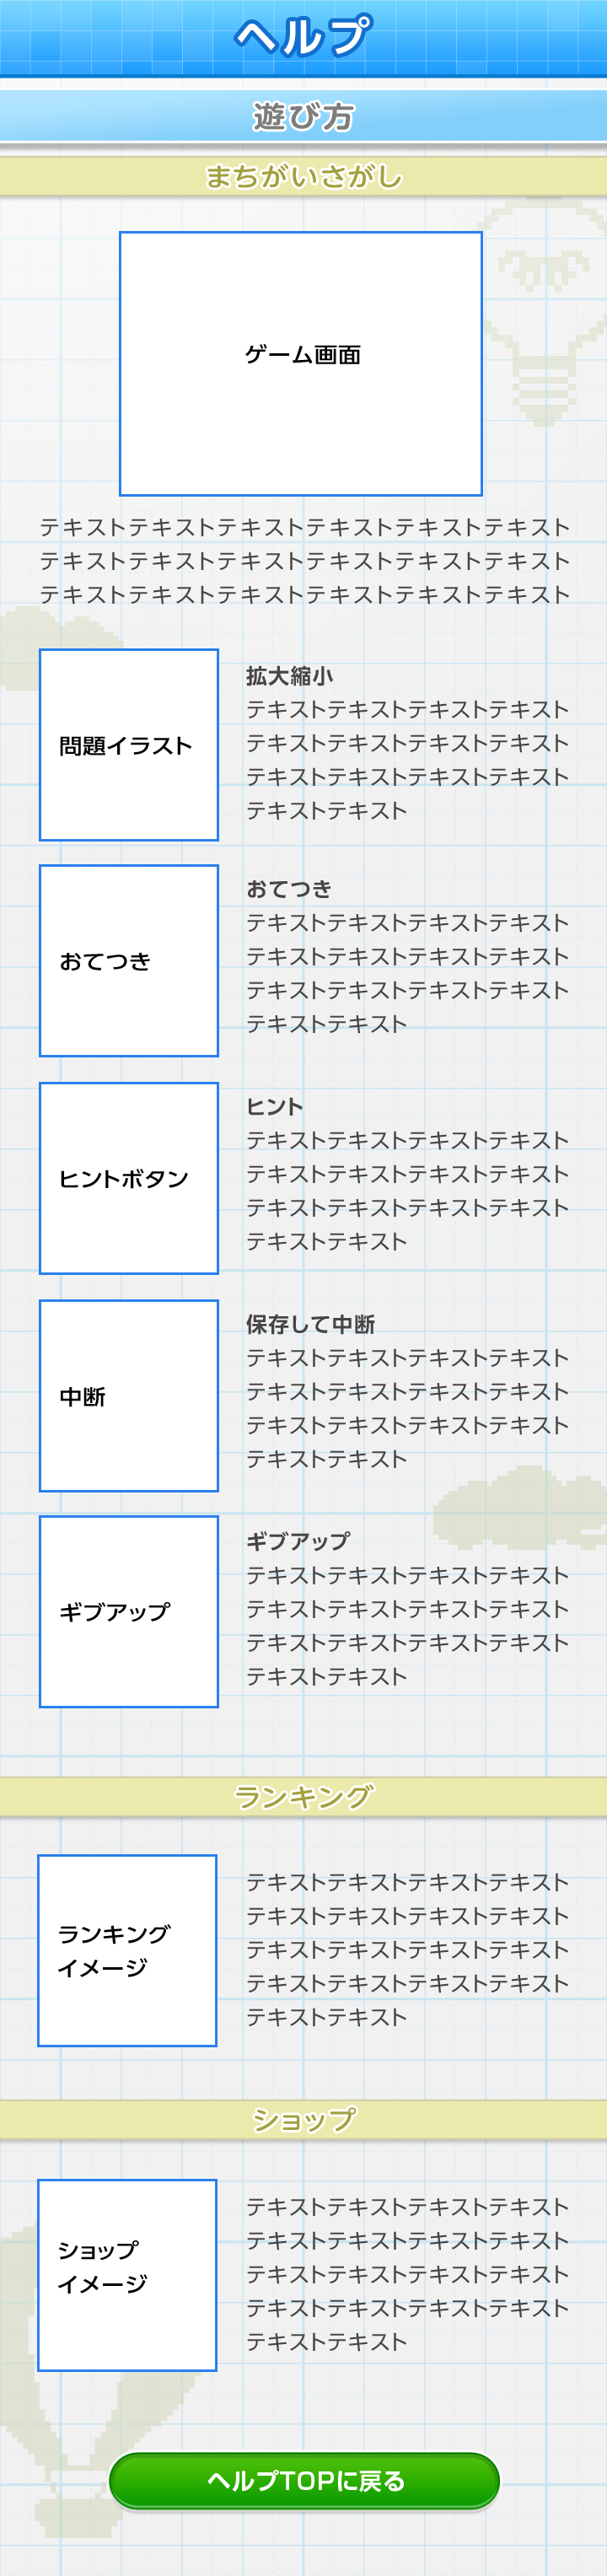 ヘルプ
遊び方
まちがいさがし
ゲーム画面
テキストテキストテキストテキストテキストテキスト
テキストテキストテキストテキストテキストテキスト
テキストテキストテキストテキストテキストテキスト
問題イラスト
拡大縮小
テキストテキストテキストテキスト
テキストテキストテキストテキスト
テキストテキストテキストテキスト
テキストテキスト
おてつき
おてつき
テキストテキストテキストテキスト
テキストテキストテキストテキスト
テキストテキストテキストテキスト
テキストテキスト
ヒントボタン
ヒント
テキストテキストテキストテキスト
テキストテキストテキストテキスト
テキストテキストテキストテキスト
テキストテキスト
中断
保存して中断
テキストテキストテキストテキスト
テキストテキストテキストテキスト
テキストテキストテキストテキスト
テキストテキスト
ギブアップ
ギブアップ
テキストテキストテキストテキスト
テキストテキストテキストテキスト
テキストテキストテキストテキスト
テキストテキスト
ランキング
ランキング
イメージ
テキストテキストテキストテキスト
テキストテキストテキストテキスト
テキストテキストテキストテキスト
テキストテキストテキストテキスト
テキストテキスト
ショップ
ショップ
イメージ
テキストテキストテキストテキスト
テキストテキストテキストテキスト
テキストテキストテキストテキスト
テキストテキストテキストテキスト
テキストテキスト
ヘルプTOPに戻る